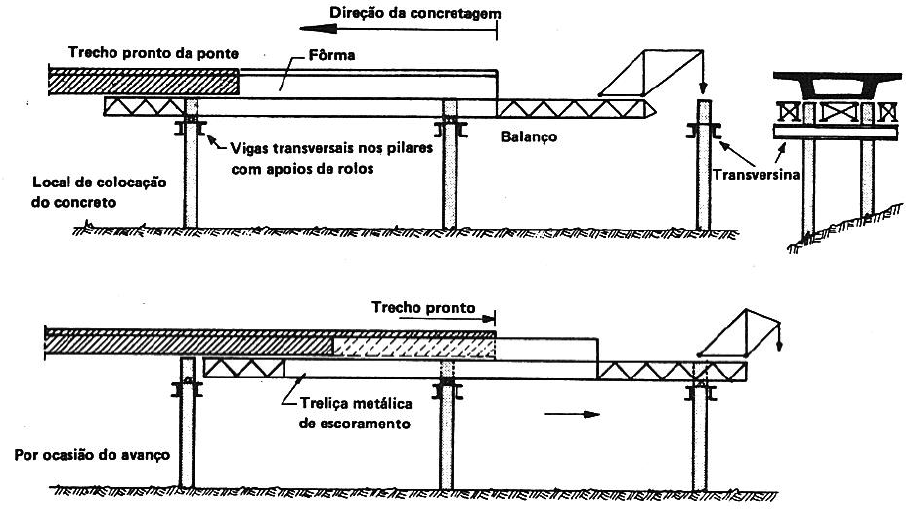 Direção da concretagem
Trecho pronto da ponte
Fôrma
Balanço
Vigas transversais nos pilares
com apoios de rolos
Transversina
Local de colocação
do concreto
Trecho pronto
Treliça metálica
de escoramento
Por ocasião do avanço